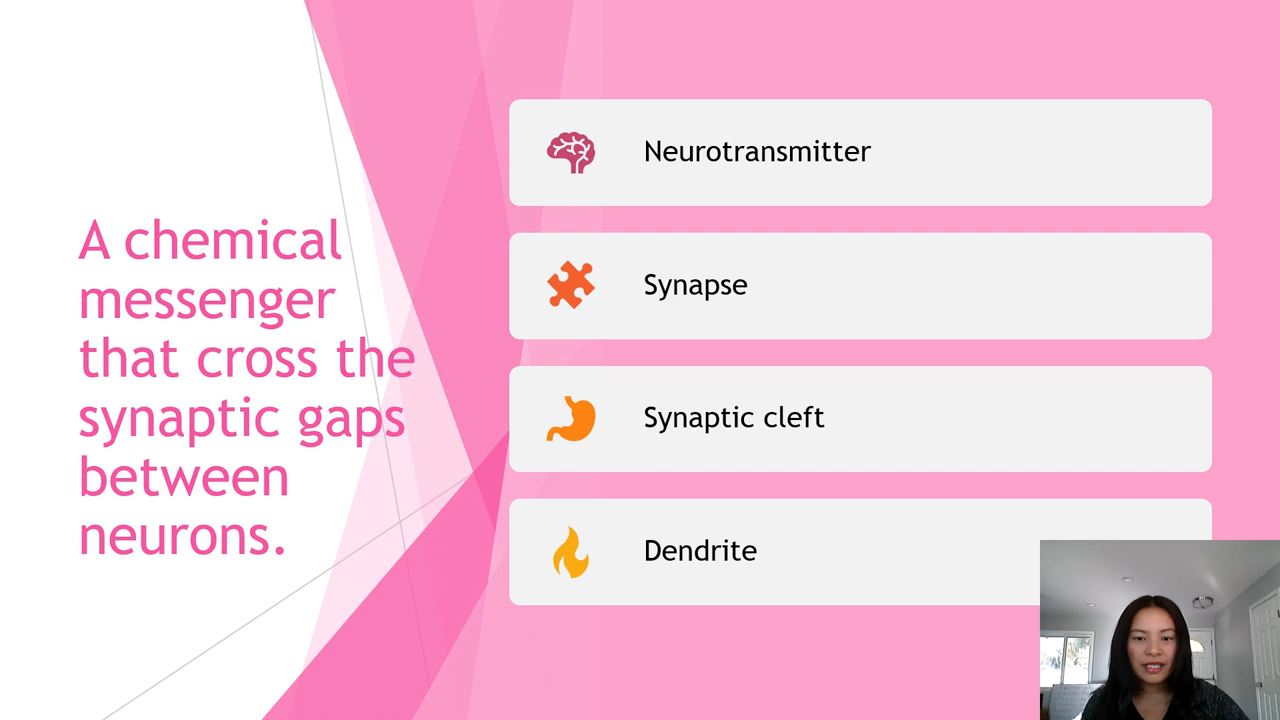 A chemical
messenger
that cross the
synaptic gaps
between
neurons.
Neurotransmitter
Synapse
Synaptic cleft
Dendrite